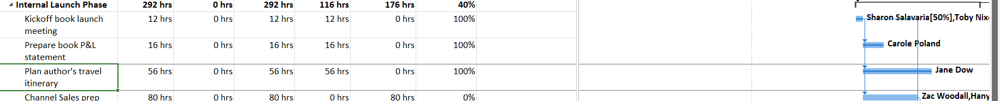 Internal Launch Phase 292 hrs 0 hrs 292 hrs 116 hrs 176 hrs 40%
Kickoff book launch meeting 12 hrs 0 hrs 12 hrs 12 hrs 0 hrs 100% Sharon Salavaria[50%],Toby
Prepare book P&L statement 16 hrs 0 hrs 16 hrs 16 hrs 0 hrs 100% Carole Poland
Plan author's travel itinerary 56 hrs 0 hrs 56 hrs 56 hrs 0 hrs 100% Jane Dow
Channel Sales prep 80 hrs 0 hrs 80 hrs 0 hrs 80 hrs 0% Zac Woodall,Hany